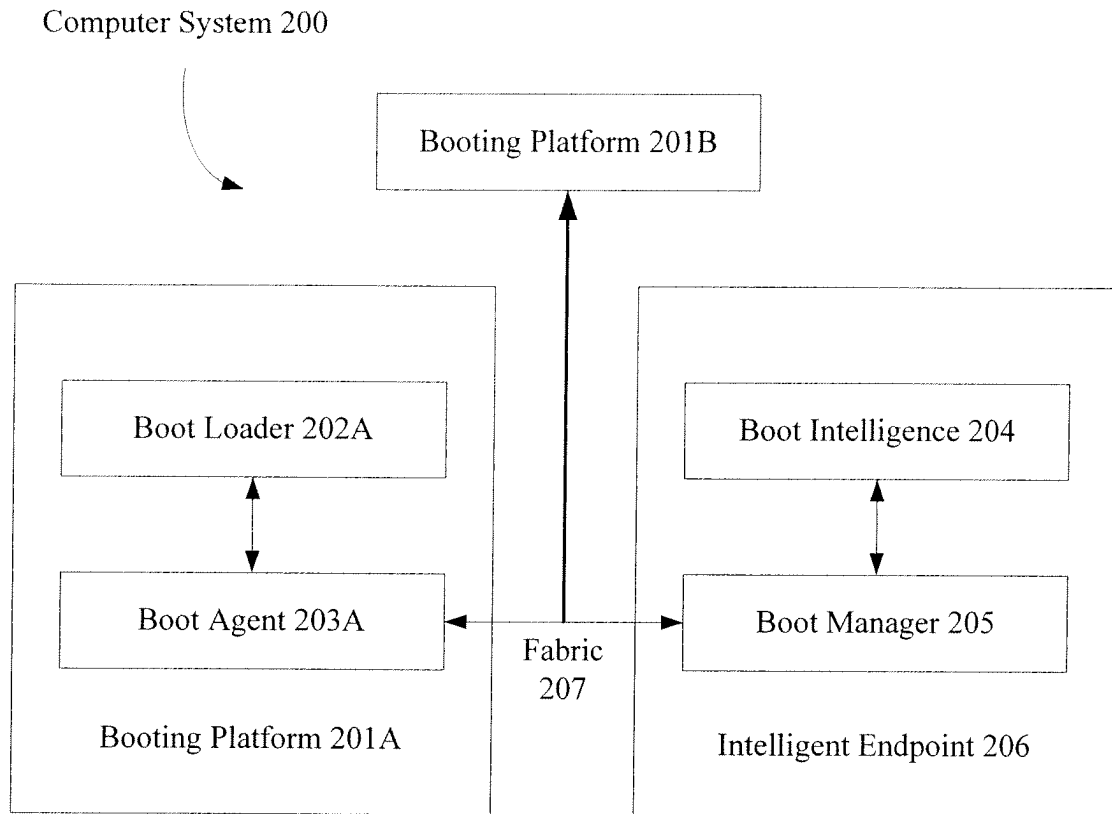 Computer System 200
Booting Platform 201B
Boot Loader 202A
Boot Intelligence 204
Boot Agent 203A
Boot Manager 205
Fabric
207
Booting Platform 201A
Intelligent Endpoint 206